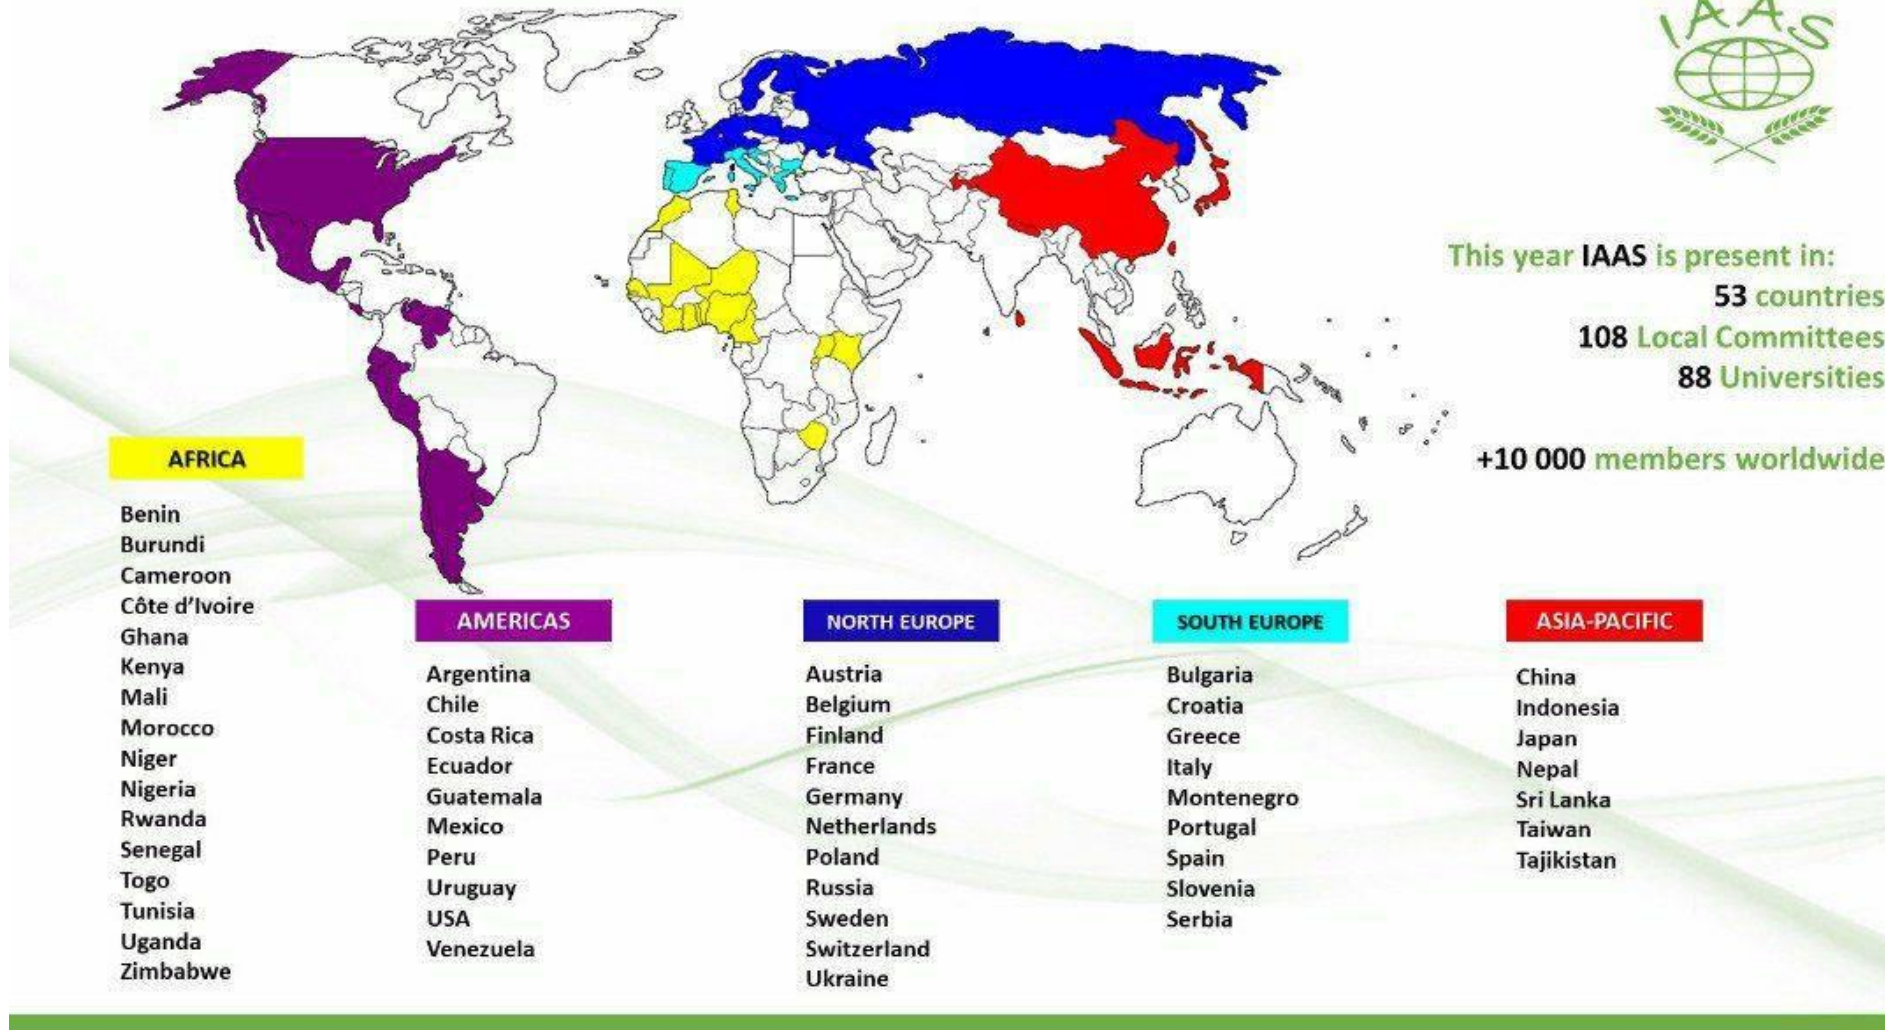 IAAS
This year IAAS is present in:
53 countries
108 Local Committees
88 Universities
+10 000 members worldwide
AFRICA
Benin
Burundi
Cameroon
Côte d’Ivoire
Ghana
Kenya
Mali
Morocco
Niger
Nigeria
Rwanda
Senegal
Togo
Tunisia
Uganda
Zimbabwe
AMERICAS
Argentina
Chile
Costa Rica
Ecuador
Guatemala
Mexico
Peru
Uruguay
USA
Venezuela
NORTH EUROPE
Austria
Belgium
Finland
France
Germany
Netherlands
Poland
Russia
Sweden
Switzerland
Ukraine
SOUTH EUROPE
Bulgaria
Croatia
Greece
Italy
Montenegro
Portugal
Spain
Slovenia
Serbia
ASIA-PACIFIC
China
Indonesia
Japan
Nepal
Sri Lanka
Taiwan
Tajikistan